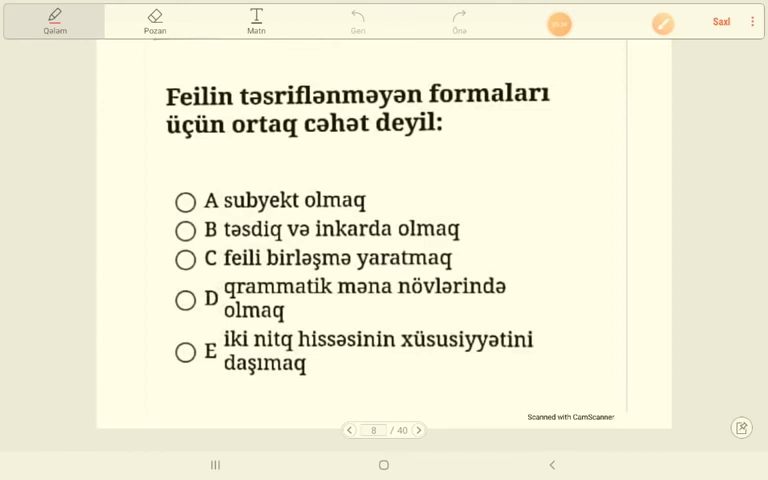 Qələm
Pozan
Mətn
Geri
Önə
Saxl
Feilin təsriflənməyən formaları
üçün ortaq cəhət deyil:
A subyekt olmaq
B təsdiq və inkarda olmaq
C feili birləşmə yaratmaq
D qrammatik məna növlərində
olmaq
E iki nitq hissəsinin xüsusiyyətini
daşımaq
Scanned with CamScanner
8 / 40